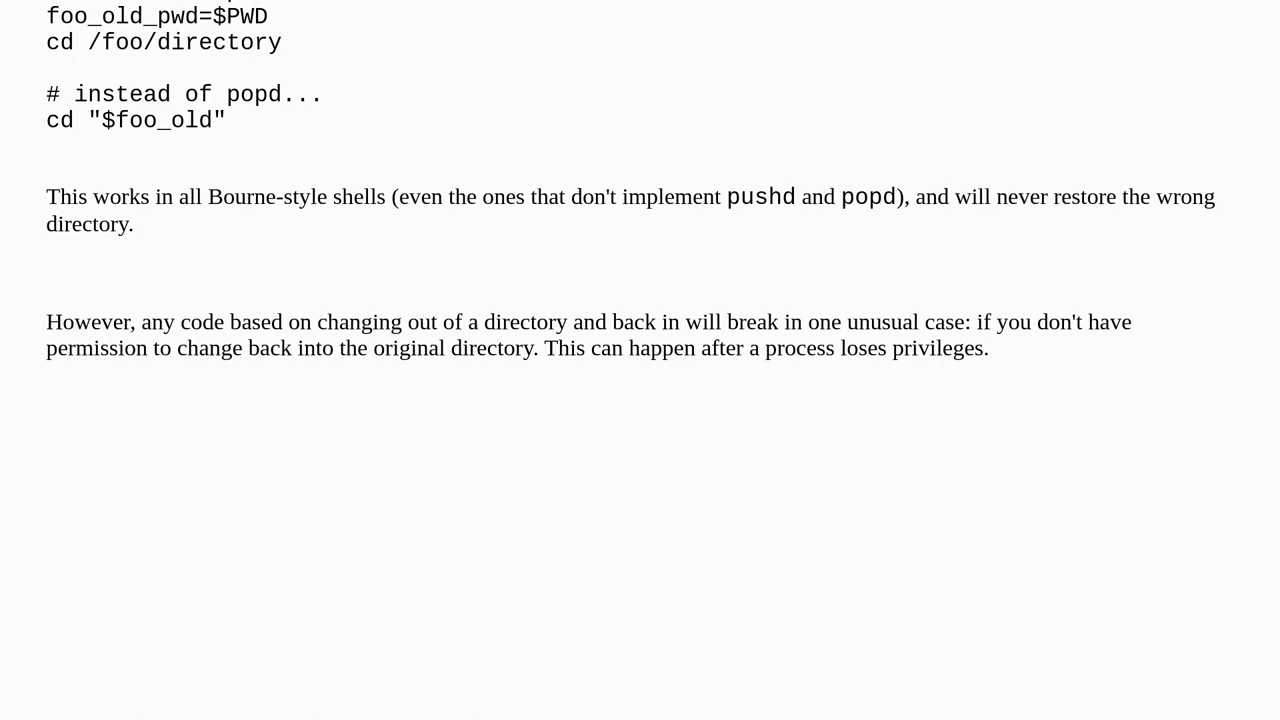 foo_old_pwd=$PWD
cd /foo/directory
# instead of popd...
cd "$foo_old"
This works in all Bourne-style shells (even the ones that don't implement pushd and popd), and will never restore the wrong
directory.
However, any code based on changing out of a directory and back in will break in one unusual case: if you don't have
permission to change back into the original directory. This can happen after a process loses privileges.